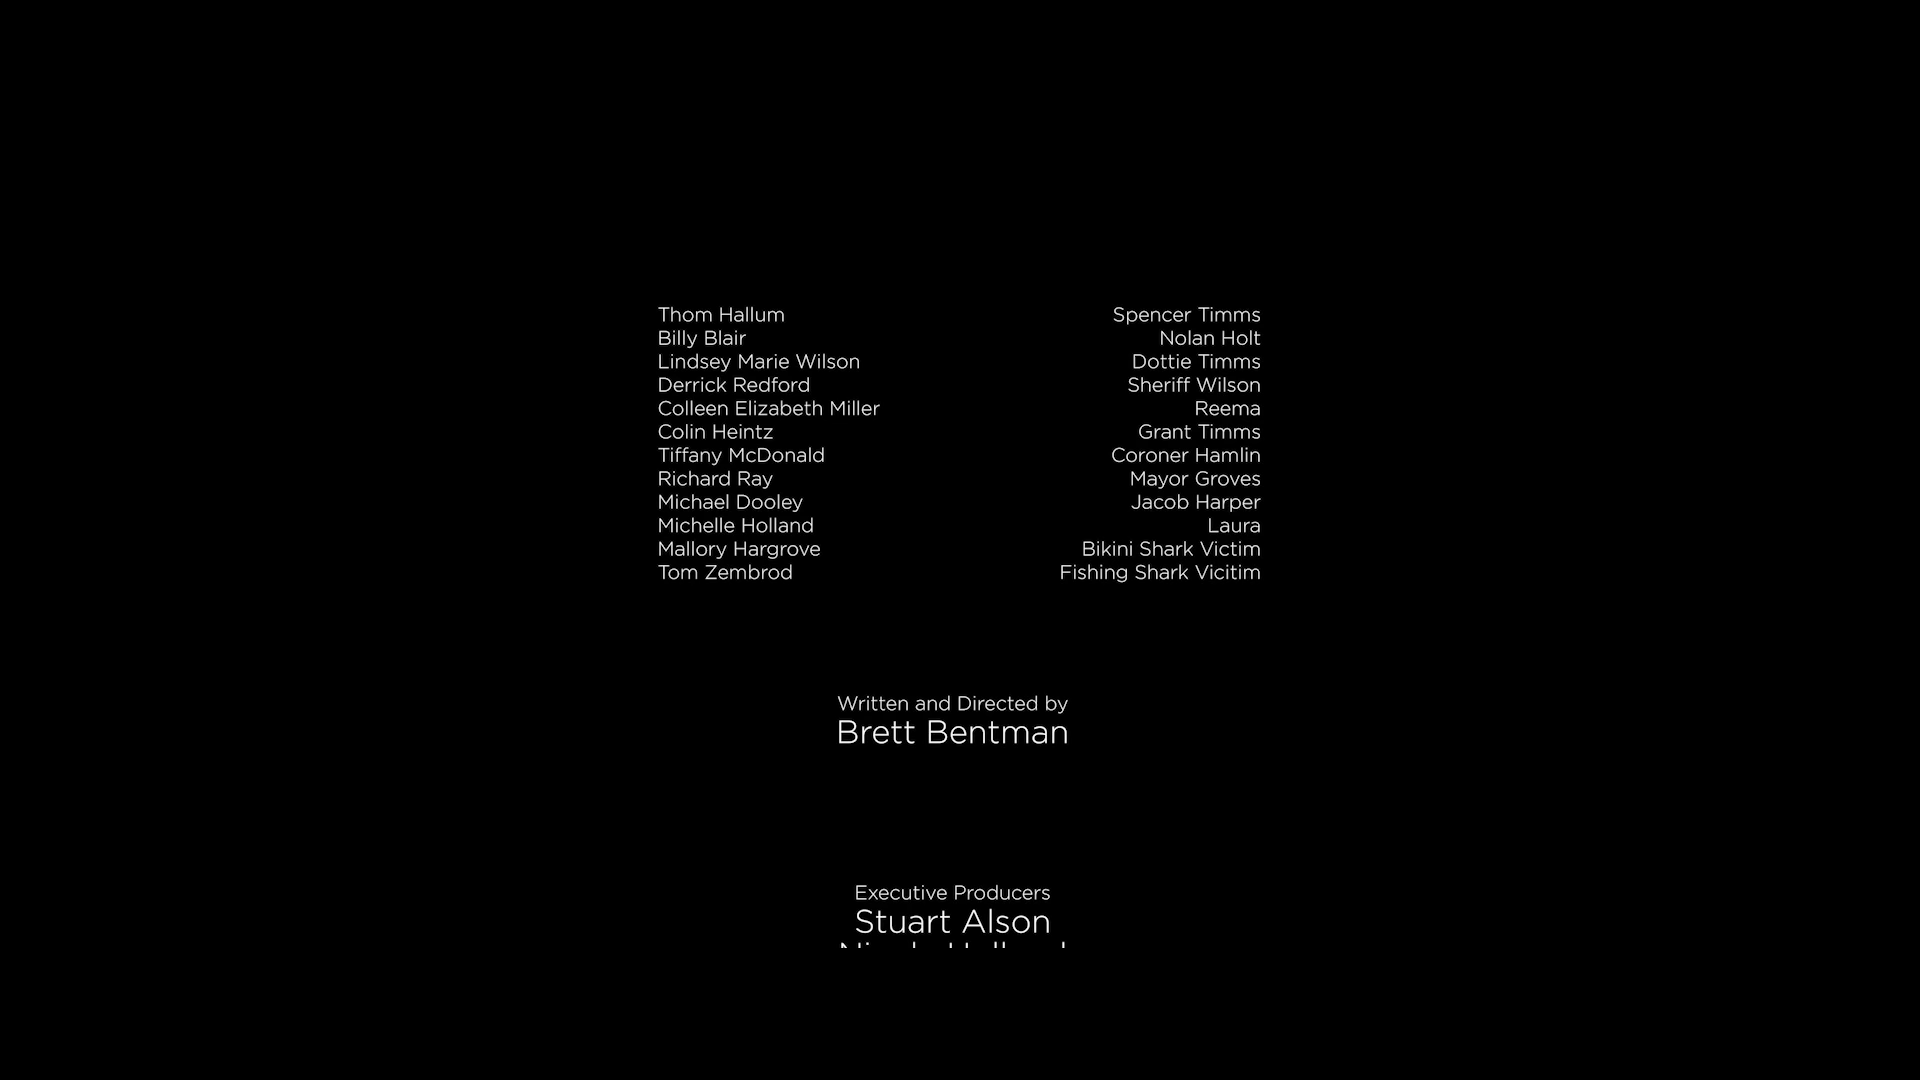 Thom Hallum Spencer Timms
Billy Blair Nolan Holt
Lindsey Marie Wilson Dottie Timms
Derrick Redford Sheriff Wilson
Colleen Elizabeth Miller Reema
Colin Heintz Grant Timms
Tiffany McDonald Coroner Hamlin
Richard Ray Mayor Groves
Michael Dooley Jacob Harper
Michelle Holland Laura
Mallory Hargrove Bikini Shark Victim
Tom Zembrod Fishing Shark Vicitim
Written and Directed by
Brett Bentman
Executive Producers
Stuart Alson